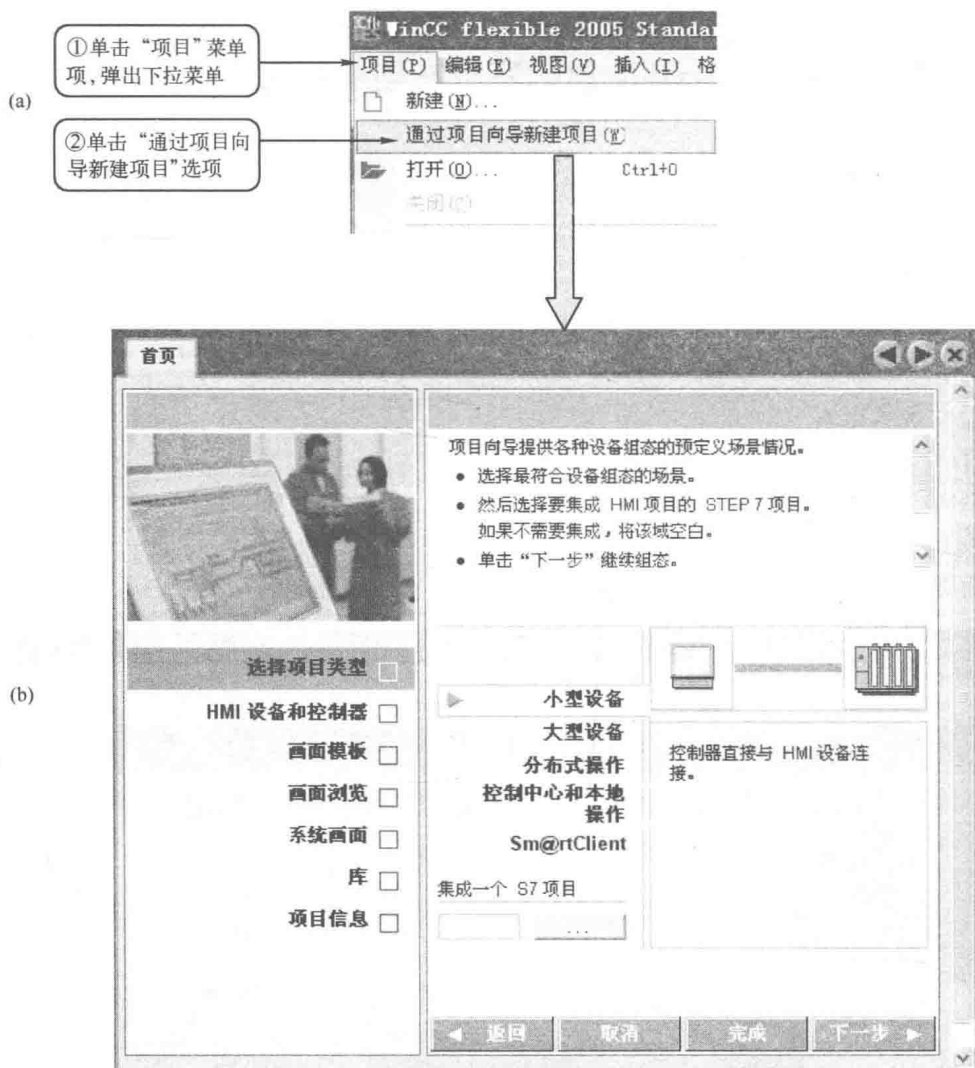 (a)
①单击“项目”菜单
项,弹出下拉菜单
②单击“通过项目向
导新建项目”选项
WinCC flexible 2005 Standar
项目(P) 编辑(E) 视图(V) 插入(I) 格
新建(N)...
通过项目向导新建项目(W)
打开(O)... Ctrl+O
关闭(C)
(b)
首页
项目向导提供各种设备组态的预定义场景情况。
• 选择最符合设备组态的场景。
• 然后选择要集成 HMI 项目的 STEP 7 项目。
如果不需要集成，将该域空白。
• 单击“下一步”继续组态。
选择项目类型
HMI 设备和控制器
画面模板
画面浏览
系统画面
库
项目信息
小型设备
大型设备
分布式操作
控制中心和本地
操作
Sm@rtClient
集成一个 S7 项目
...
控制器直接与 HMI 设备连
接。
返回 取消 完成 下一步